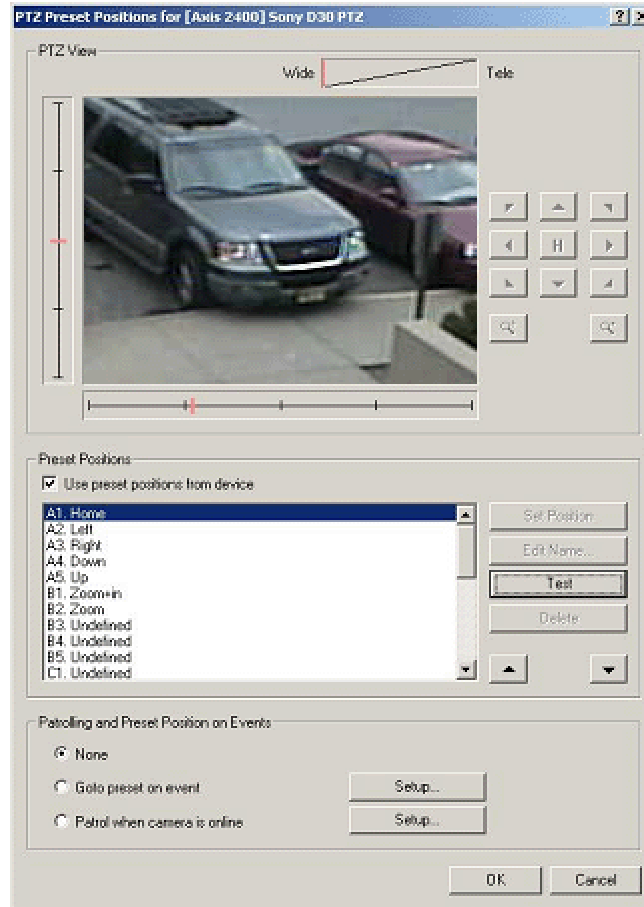 PTZ Preset Positions for [Axis 2400] Sony D30 PTZ
PTZ View
Wide Tele
H
Preset Positions
Use preset positions from device
A1. Home
A2. Left
A3. Right
A4. Down
A5. Up
B1. Zoom+in
B2. Zoom
B3. Undefined
B4. Undefined
B5. Undefined
C1. Undefined
Set Position
Edit Name...
Test
Delete
Patrolling and Preset Position on Events
None
Goto preset on event Setup...
Patrol when camera is online Setup...
OK Cancel